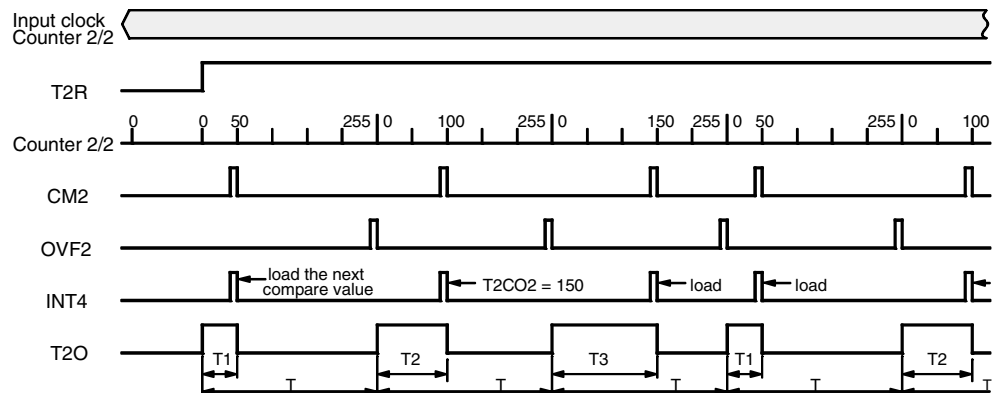 Input clock
Counter 2/2
T2R
0 0 50 255 0 100 255 0 150 255 0 50 255 0 100
Counter 2/2
CM2
OVF2
INT4
load the next
compare value
T2CO2 = 150
load
load
T2O
T1 T2 T3 T1 T2
T T T T T